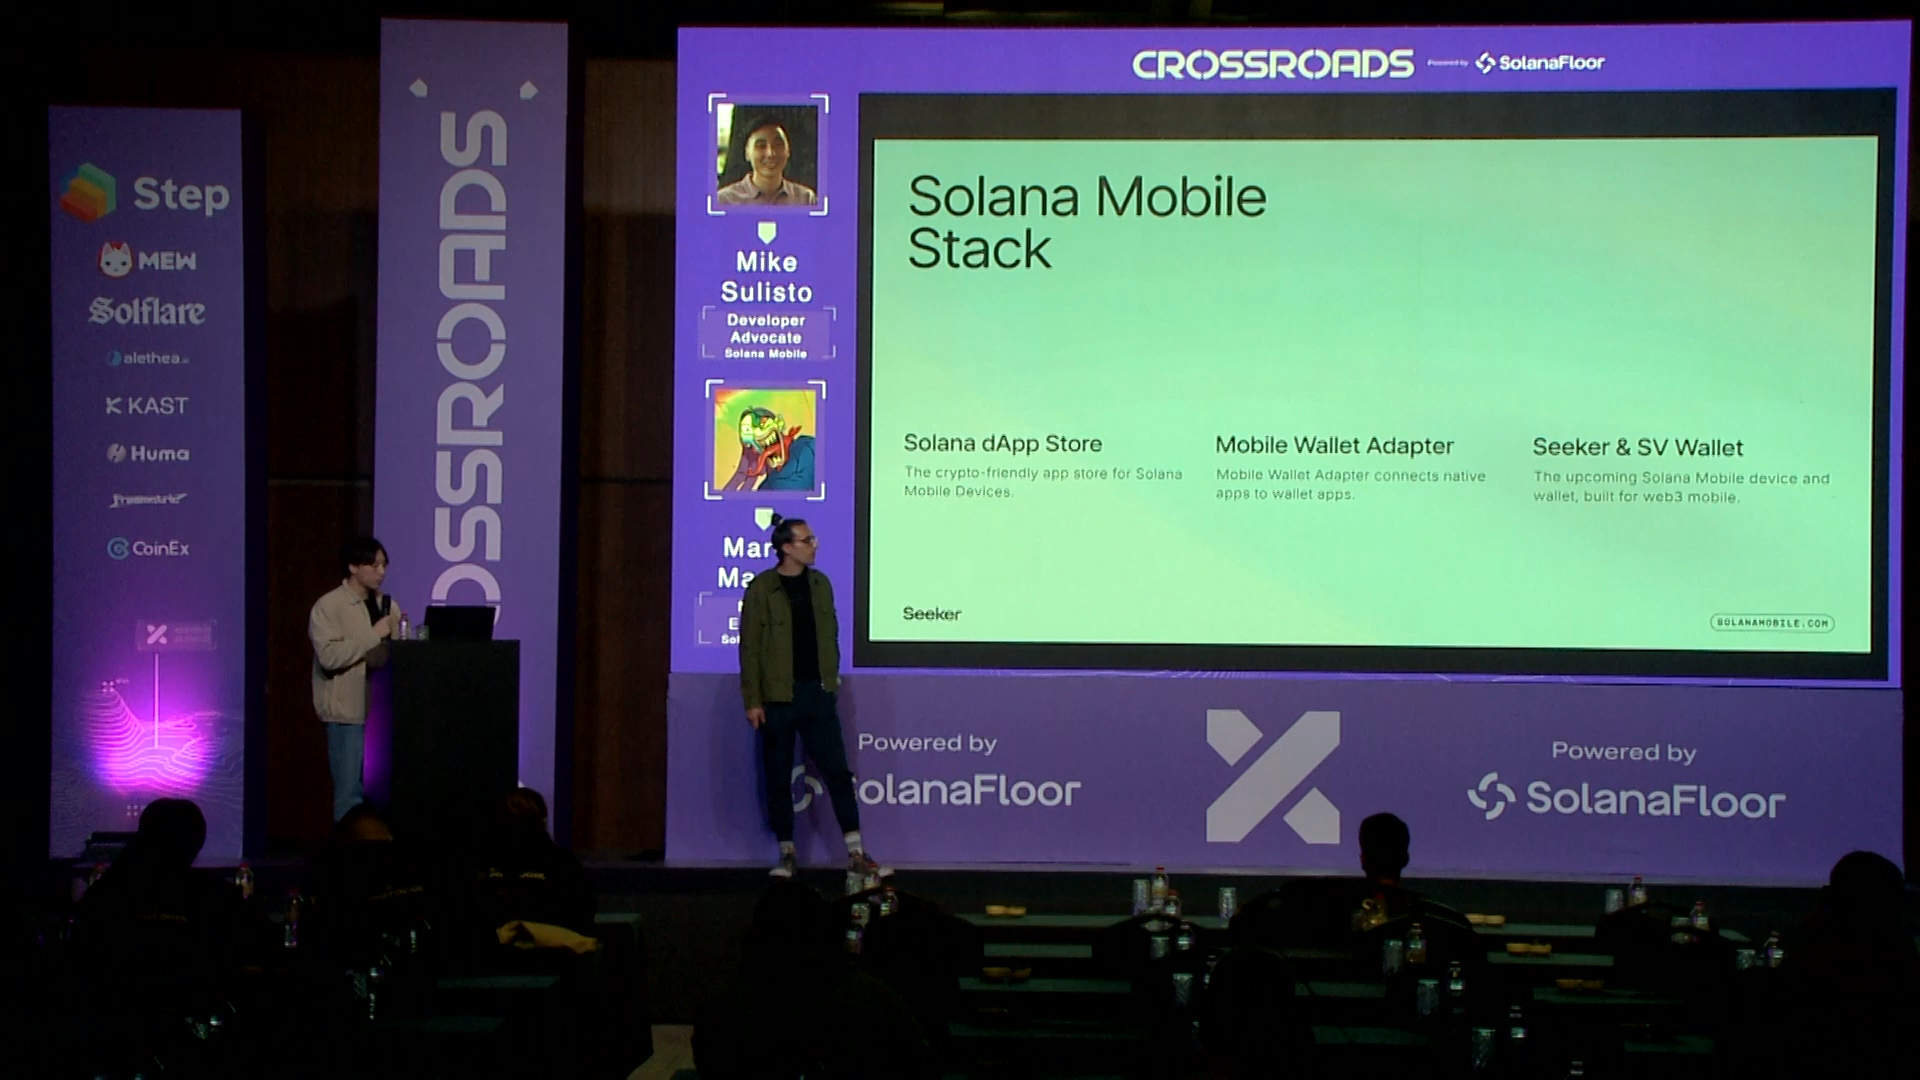 Step
MEW
Solflare
alethea
KAST
Huma
CoinEx
CROSSROADS
CROSSROADS
Powered by
SolanaFloor
Mike
Sulisto
Developer
Advocate
Solana Mobile
Solana Mobile
Stack
Solana dApp Store
The crypto-friendly app store for Solana
Mobile Devices.
Mobile Wallet Adapter
Mobile Wallet Adapter connects native
apps to wallet apps.
Seeker & SV Wallet
The upcoming Solana Mobile device and
wallet, built for web3 mobile.
Seeker
SOLANAMOBILE.COM
Powered by
SolanaFloor
Powered by
SolanaFloor